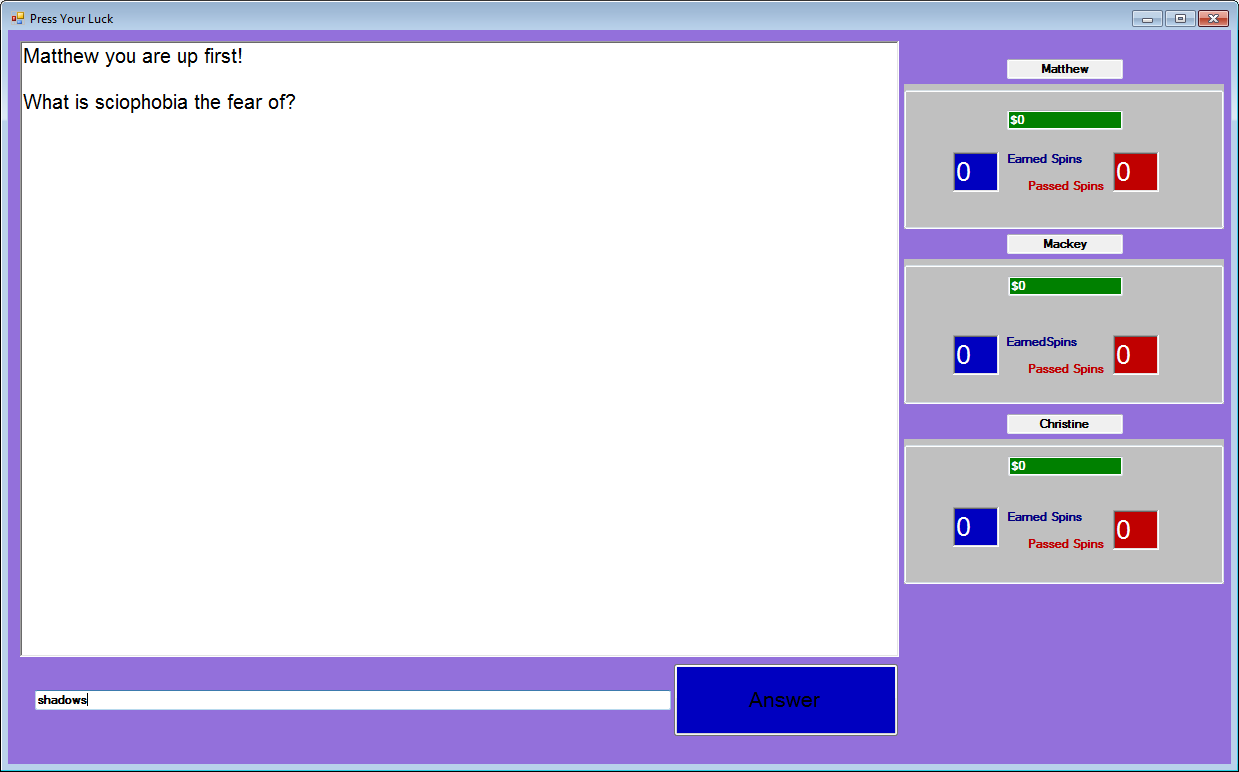 Press Your Luck
Matthew you are up first!
What is sciophobia the fear of?
shadows
Answer
Matthew
$0
0 Earned Spins 0
Passed Spins
Mackey
$0
0 EarnedSpins 0
Passed Spins
Christine
$0
0 Earned Spins 0
Passed Spins